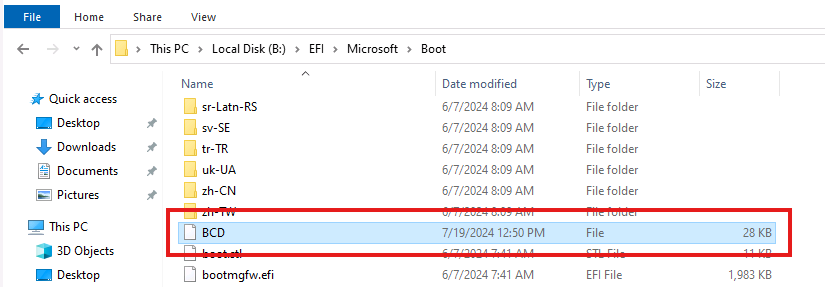 File Home Share View
This PC Local Disk (B:) EFI Microsoft Boot
Name Date modified Type Size
Quick access
Desktop
Downloads
Documents
Pictures
This PC
3D Objects
Desktop
sr-Latn-RS 6/7/2024 8:09 AM File folder
sv-SE 6/7/2024 8:09 AM File folder
tr-TR 6/7/2024 8:09 AM File folder
uk-UA 6/7/2024 8:09 AM File folder
zh-CN 6/7/2024 8:09 AM File folder
zh-TW 6/7/2024 8:09 AM File folder
BCD 7/19/2024 12:50 PM File 28 KB
boot.stl 6/7/2024 7:41 AM STL File 11 KB
bootmgfw.efi 6/7/2024 7:41 AM EFI File 1,983 KB